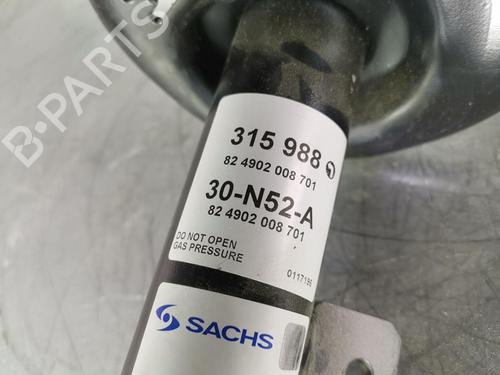 B-PARTS
315 988
82 4902 008 701
30-N52-A
82 4902 008 701
DO NOT OPEN
GAS PRESSURE
0117196
SACHS